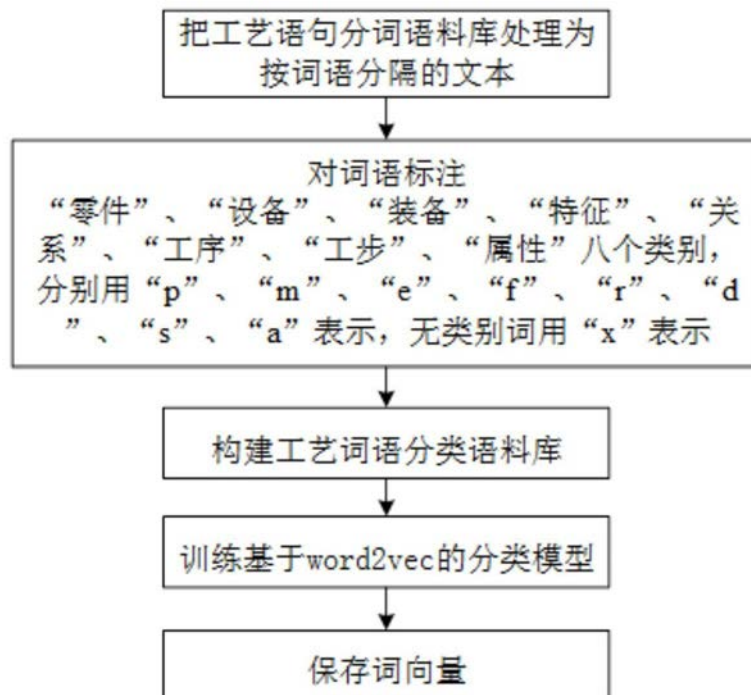 把工艺语句分词语料库处理为
按词语分隔的文本
对词语标注
“零件”、“设备”、“装备”、“特征”、“关
系”、“工序”、“工步”、“属性”八个类别，
分别用“p”、“m”、“e”、“f”、“r”、“d
”、“s”、“a”表示，无类别词用“x”表示
构建工艺词语分类语料库
训练基于word2vec的分类模型
保存词向量